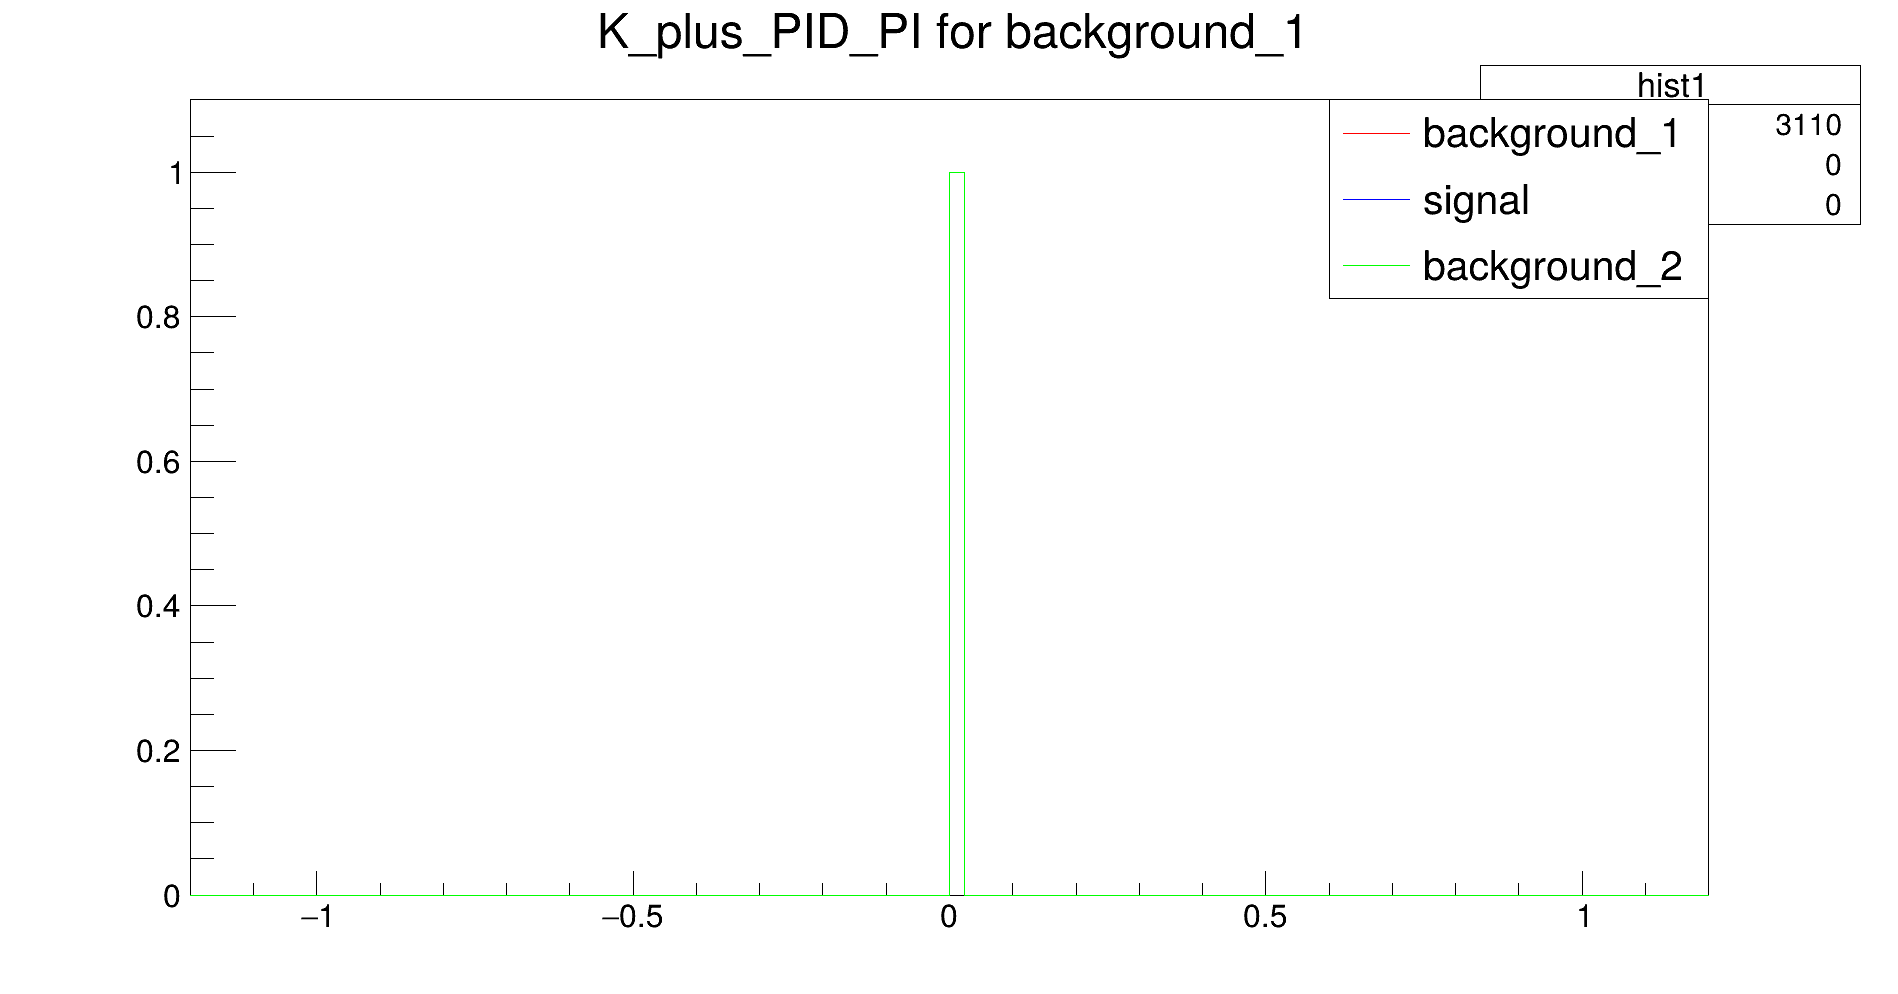 K_plus_PID_PI for background_1
hist1
3110
0
0
background_1
signal
background_2
1
0.8
0.6
0.4
0.2
0
−1
−0.5
0
0.5
1